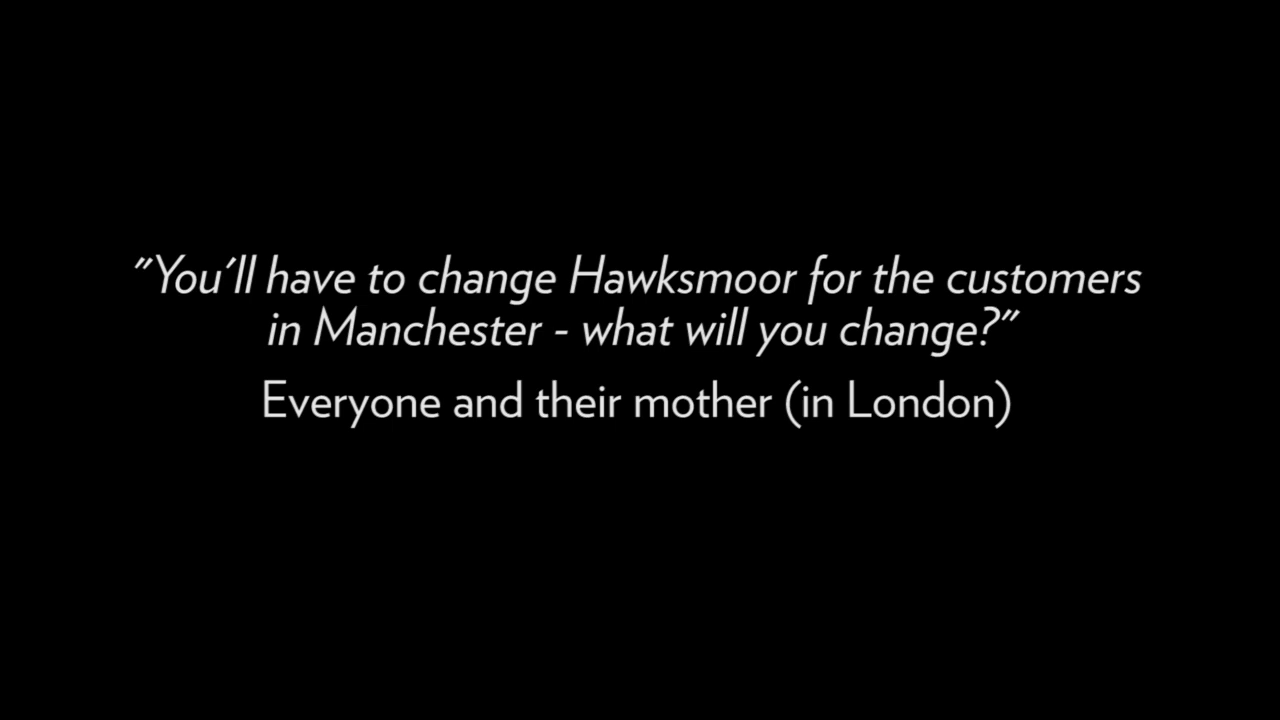 "You'll have to change Hawksmoor for the customers
in Manchester - what will you change?"
Everyone and their mother (in London)